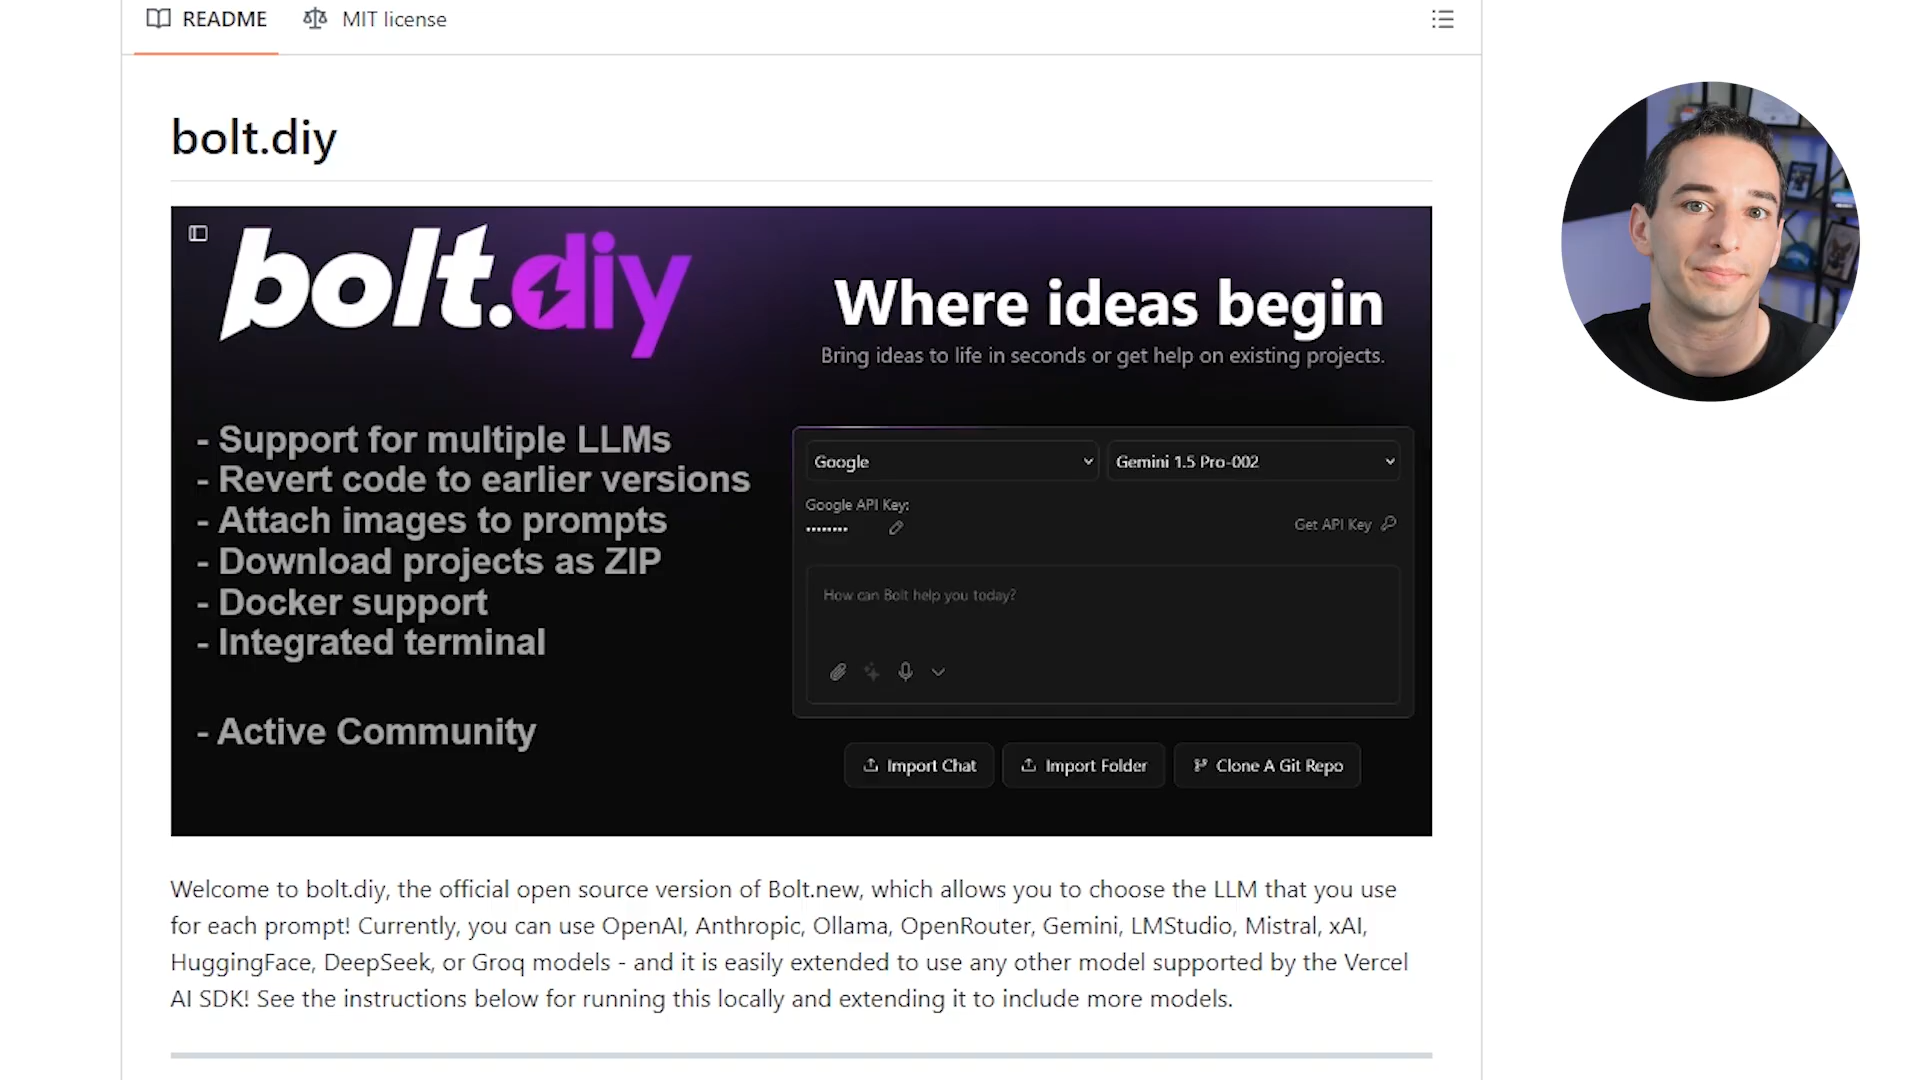 README
MIT license
bolt.diy
bolt.diy
Where ideas begin
Bring ideas to life in seconds or get help on existing projects.
- Support for multiple LLMs
- Revert code to earlier versions
- Attach images to prompts
- Download projects as ZIP
- Docker support
- Integrated terminal
- Active Community
Google
Gemini 1.5 Pro-002
Google API Key:
••••••••
Get API Key
How can Bolt help you today?
Import Chat
Import Folder
Clone A Git Repo
Welcome to bolt.diy, the official open source version of Bolt.new, which allows you to choose the LLM that you use
for each prompt! Currently, you can use OpenAI, Anthropic, Ollama, OpenRouter, Gemini, LMStudio, Mistral, xAI,
HuggingFace, DeepSeek, or Groq models - and it is easily extended to use any other model supported by the Vercel
AI SDK! See the instructions below for running this locally and extending it to include more models.